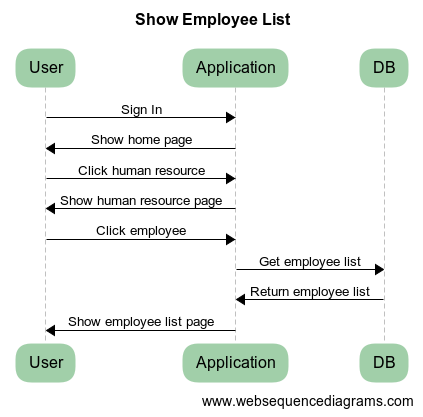 Show Employee List
User Application DB
Sign In
Show home page
Click human resource
Show human resource page
Click employee
Get employee list
Return employee list
Show employee list page
User Application DB
www.websequencediagrams.com